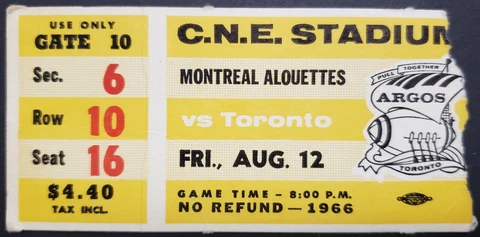 USE ONLY
GATE 10
Sec. 6
Row 10
Seat 16
$4.40
TAX INCL.
C.N.E. STADIUM
MONTREAL ALOUETTES
vs Toronto
FRI., AUG. 12
GAME TIME - 8:00 P.M.
NO REFUND - 1966
PULL TOGETHER
ARGOS
TORONTO